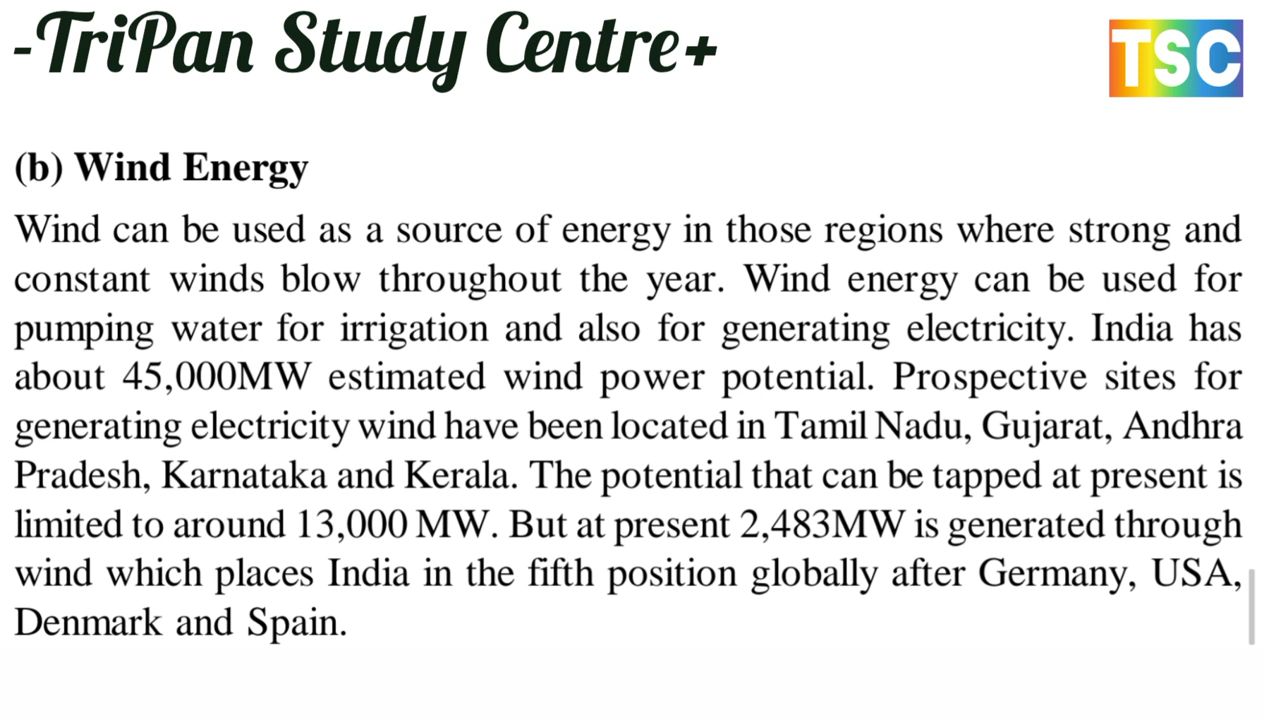 -TriPan Study Centre+
TSC
(b) Wind Energy
Wind can be used as a source of energy in those regions where strong and
constant winds blow throughout the year. Wind energy can be used for
pumping water for irrigation and also for generating electricity. India has
about 45,000MW estimated wind power potential. Prospective sites for
generating electricity wind have been located in Tamil Nadu, Gujarat, Andhra
Pradesh, Karnataka and Kerala. The potential that can be tapped at present is
limited to around 13,000 MW. But at present 2,483MW is generated through
wind which places India in the fifth position globally after Germany, USA,
Denmark and Spain.